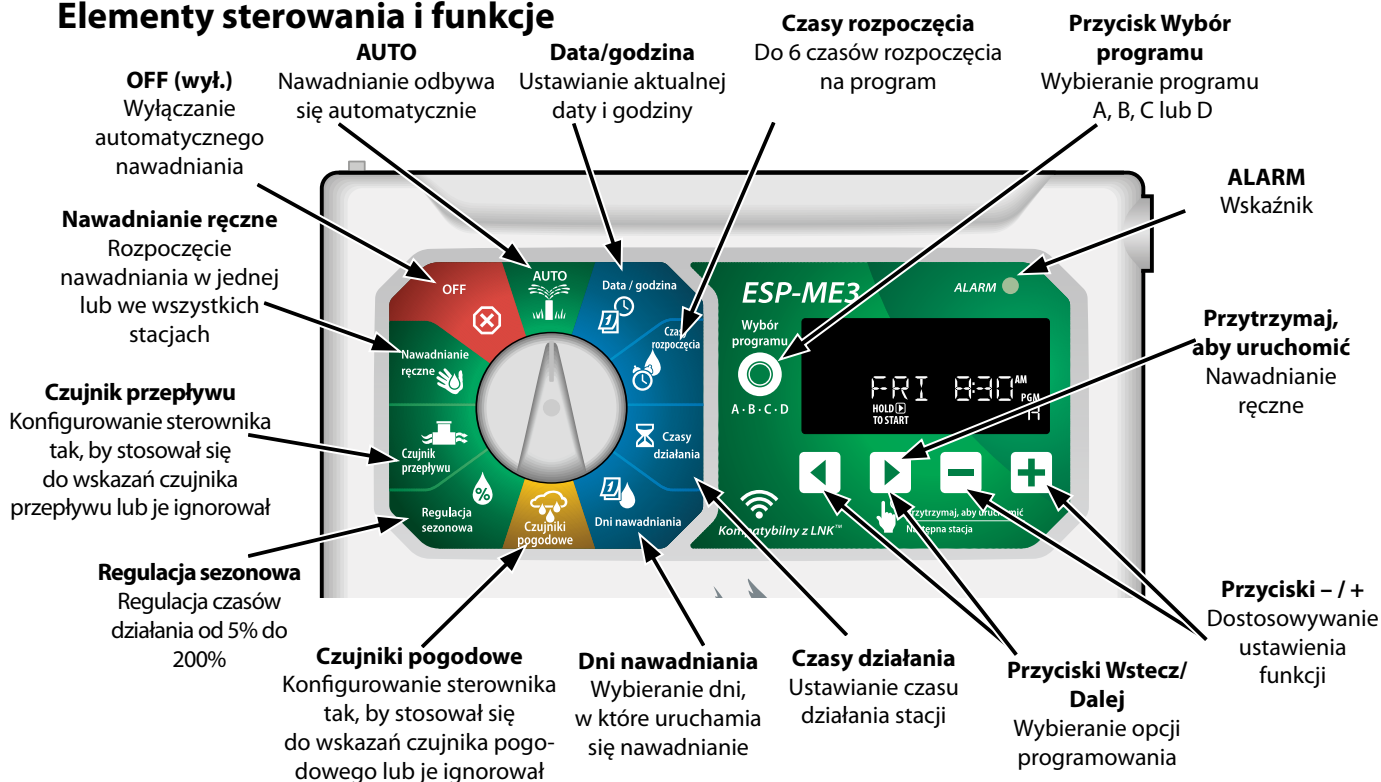 Elementy sterowania i funkcje
OFF (wył.)
Wyłączanie
automatycznego
nawadniania
AUTO
Nawadnianie odbywa
się automatycznie
Data/godzina
Ustawianie aktualnej
daty i godziny
Czasy rozpoczęcia
Do 6 czasów rozpoczęcia
na program
Przycisk Wybór
programu
Wybieranie programu
A, B, C lub D
ALARM
Wskaźnik
Przytrzymaj,
aby uruchomić
Nawadnianie
ręczne
Nawadnianie ręczne
Rozpoczęcie
nawadniania w jednej
lub we wszystkich
stacjach
Czujnik przepływu
Konfigurowanie sterownika
tak, by stosował się
do wskazań czujnika
przepływu lub je ignorował
Regulacja sezonowa
Regulacja czasów
działania od 5% do
200%
OFF
AUTO
Data / godzina
Czasy
rozpoczęcia
Czasy
działania
Dni nawadniania
Czujniki
pogodowe
%
Regulacja
sezonowa
Czujnik
przepływu
Nawadnianie
ręczne
ESP-ME3
ALARM
Wybór
programu
A · B · C · D
FRI 8:30 AM
PGM
A
HOLD
TO START
Kompatybilny z LNK™
Przytrzymaj, aby uruchomić
Następna stacja
Czujniki pogodowe
Konfigurowanie sterownika
tak, by stosował się
do wskazań czujnika pogo-
dowego lub je ignorował
Dni nawadniania
Wybieranie dni,
w które uruchamia
się nawadnianie
Czasy działania
Ustawianie czasu
działania stacji
Przyciski Wstecz/
Dalej
Wybieranie opcji
programowania
Przyciski – / +
Dostosowywanie
ustawienia
funkcji